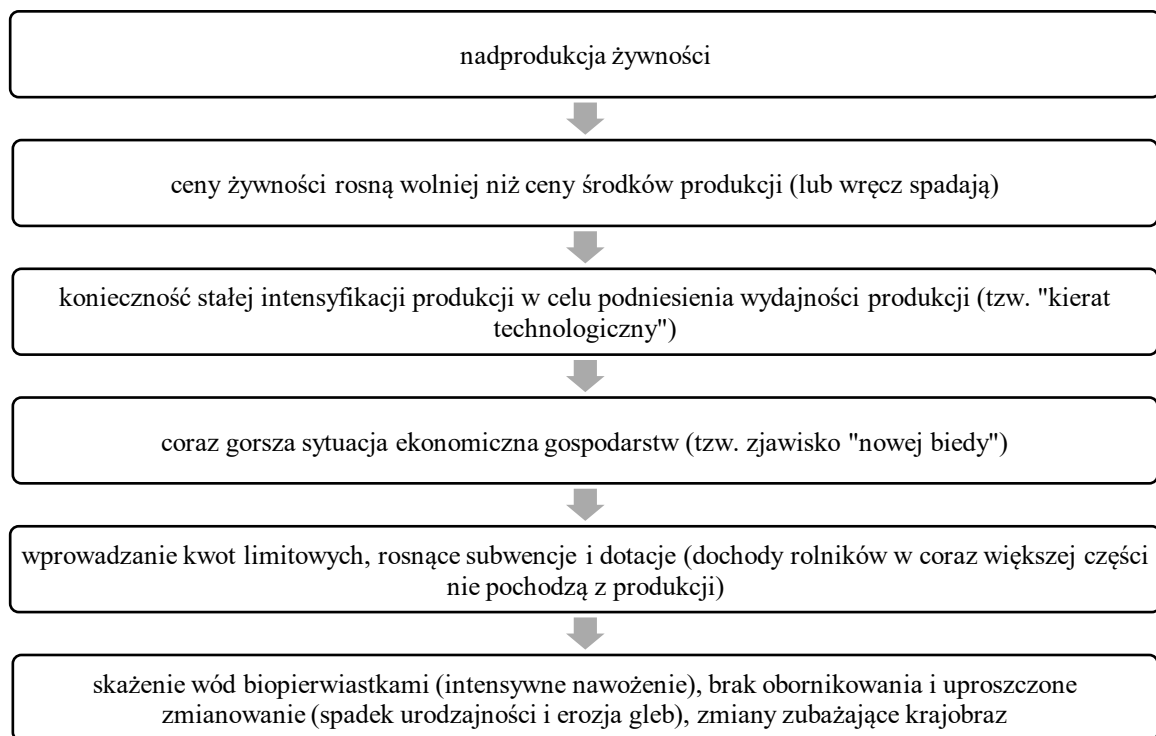 nadprodukcja żywności
ceny żywności rosną wolniej niż ceny środków produkcji (lub wręcz spadają)
konieczność stałej intensyfikacji produkcji w celu podniesienia wydajności produkcji (tzw. "kierat
technologiczny")
coraz gorsza sytuacja ekonomiczna gospodarstw (tzw. zjawisko "nowej biedy")
wprowadzanie kwot limitowych, rosnące subwencje i dotacje (dochody rolników w coraz większej części
nie pochodzą z produkcji)
skażenie wód biopierwiastkami (intensywne nawożenie), brak obornikowania i uproszczone
zmianowanie (spadek urodzajności i erozja gleb), zmiany zubażające krajobraz